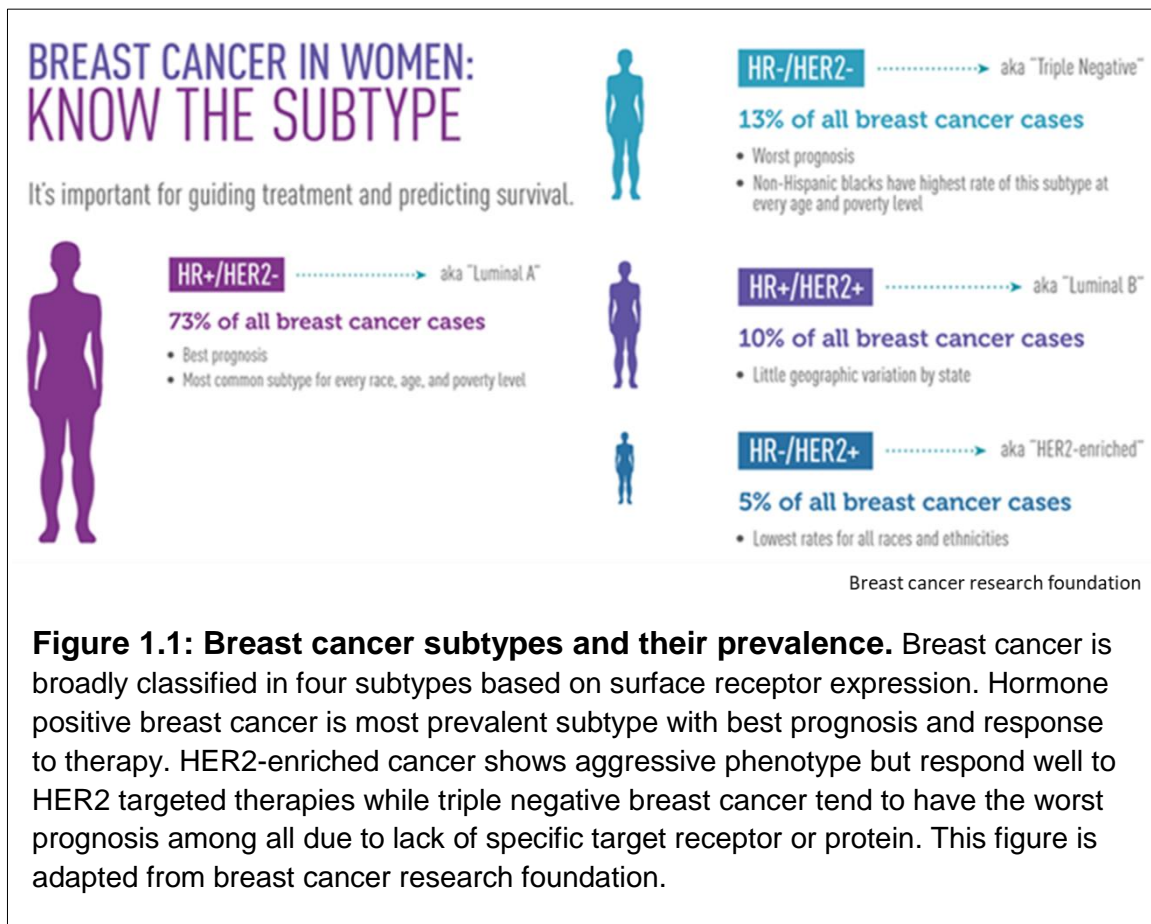 BREAST CANCER IN WOMEN:
KNOW THE SUBTYPE
It's important for guiding treatment and predicting survival.
HR+/HER2- aka "Luminal A"
73% of all breast cancer cases
• Best prognosis
• Most common subtype for every race, age, and poverty level
HR-/HER2- aka "Triple Negative"
13% of all breast cancer cases
• Worst prognosis
• Non-Hispanic blacks have highest rate of this subtype at
every age and poverty level
HR+/HER2+ aka "Luminal B"
10% of all breast cancer cases
• Little geographic variation by state
HR-/HER2+ aka "HER2-enriched"
5% of all breast cancer cases
• Lowest rates for all races and ethnicities
Breast cancer research foundation
Figure 1.1: Breast cancer subtypes and their prevalence. Breast cancer is
broadly classified in four subtypes based on surface receptor expression. Hormone
positive breast cancer is most prevalent subtype with best prognosis and response
to therapy. HER2-enriched cancer shows aggressive phenotype but respond well to
HER2 targeted therapies while triple negative breast cancer tend to have the worst
prognosis among all due to lack of specific target receptor or protein. This figure is
adapted from breast cancer research foundation.